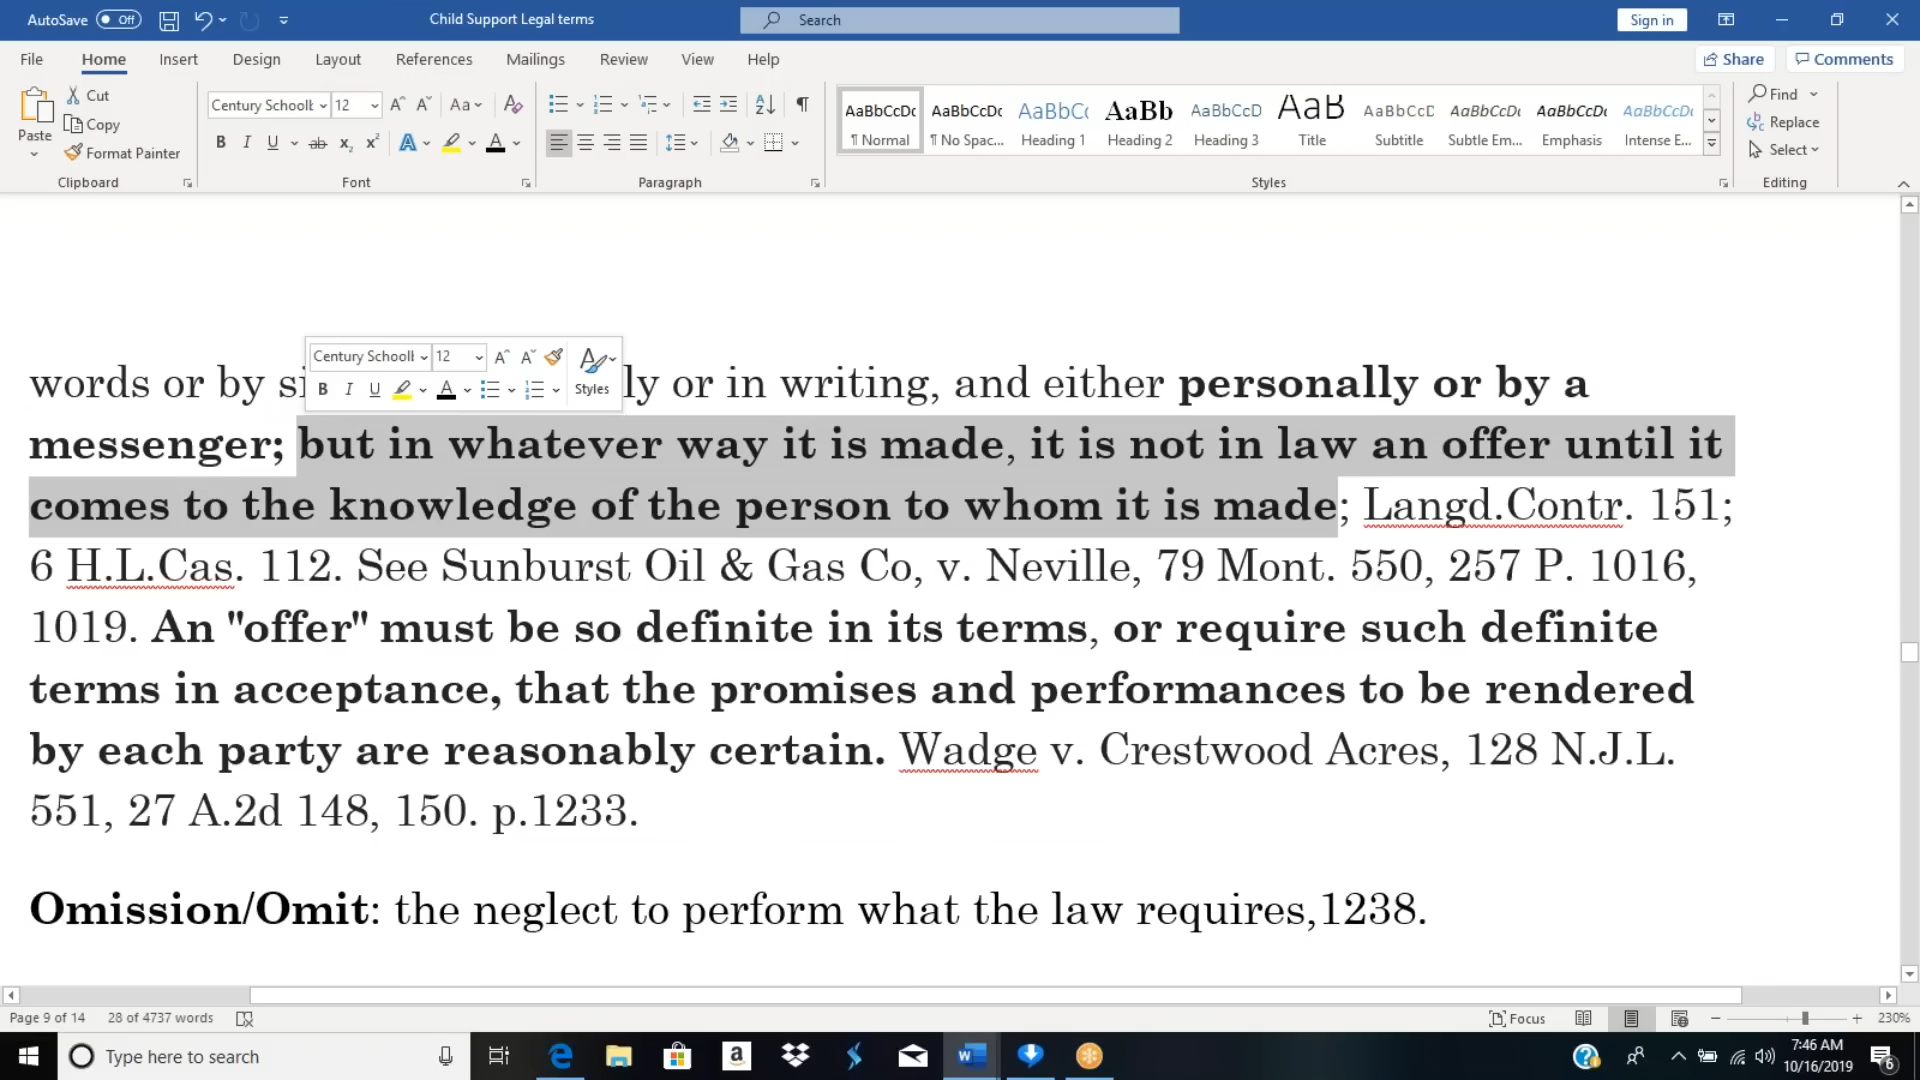 AutoSave Off Child Support Legal terms Search Sign in
File Home Insert Design Layout References Mailings Review View Help Share Comments
Paste Cut Copy Format Painter Clipboard
Century Schoolb 12 Aa B I U ab x₂ x² A A Font
Paragraph
AaBbCcDc AaBbCcDc AaBbCc AaBb AaBbCcD AaB AaBbCcD AaBbCcDc AaBbCcDc AaBbCcDc
¶ Normal ¶ No Spac... Heading 1 Heading 2 Heading 3 Title Subtitle Subtle Em... Emphasis Intense E...
Styles
Find Replace Select Editing
Century Schoolb 12 B I U A Styles
words or by si ly or in writing, and either personally or by a
messenger; but in whatever way it is made, it is not in law an offer until it
comes to the knowledge of the person to whom it is made; Langd.Contr. 151;
6 H.L.Cas. 112. See Sunburst Oil & Gas Co, v. Neville, 79 Mont. 550, 257 P. 1016,
1019. An "offer" must be so definite in its terms, or require such definite
terms in acceptance, that the promises and performances to be rendered
by each party are reasonably certain. Wadge v. Crestwood Acres, 128 N.J.L.
551, 27 A.2d 148, 150. p.1233.
Omission/Omit: the neglect to perform what the law requires,1238.
Page 9 of 14 28 of 4737 words Focus 230%
Type here to search 7:46 AM
10/16/2019 6